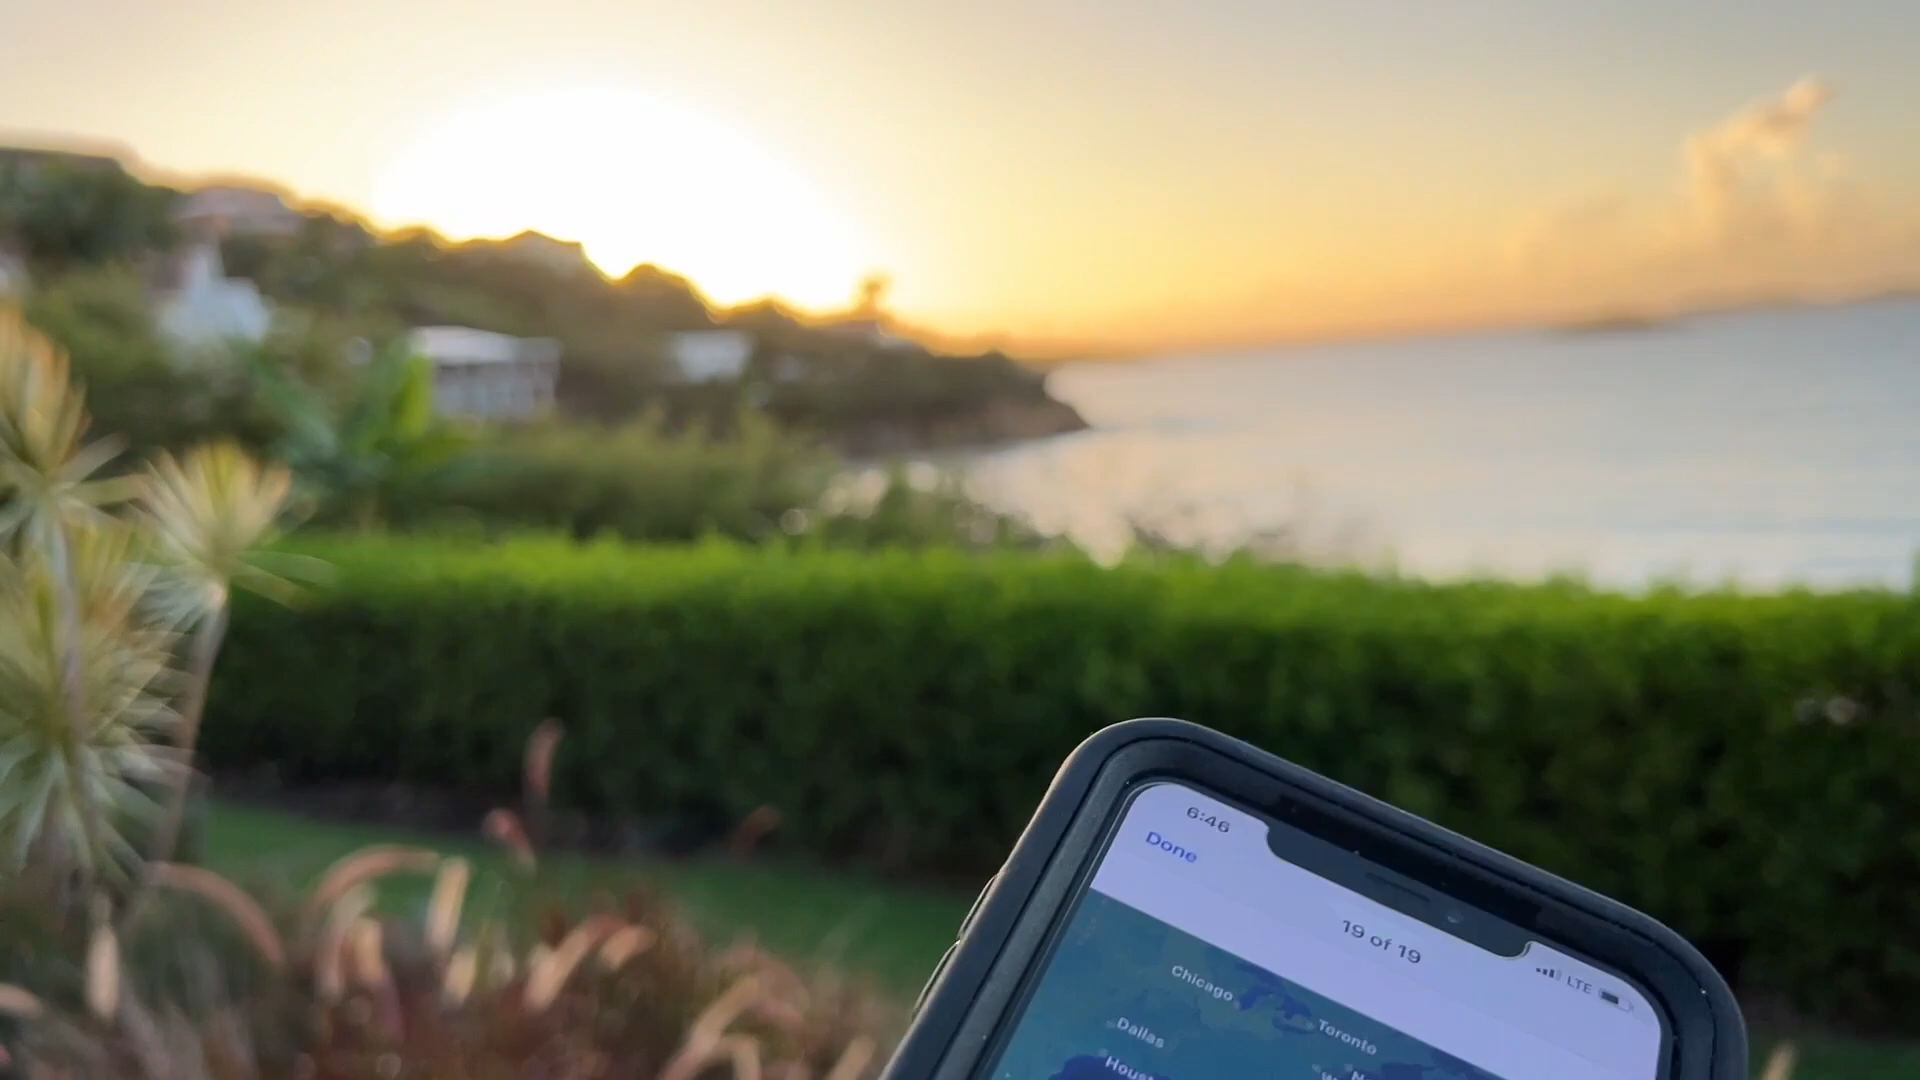 6:46
LTE
Done
19 of 19
Chicago
Toronto
Dallas